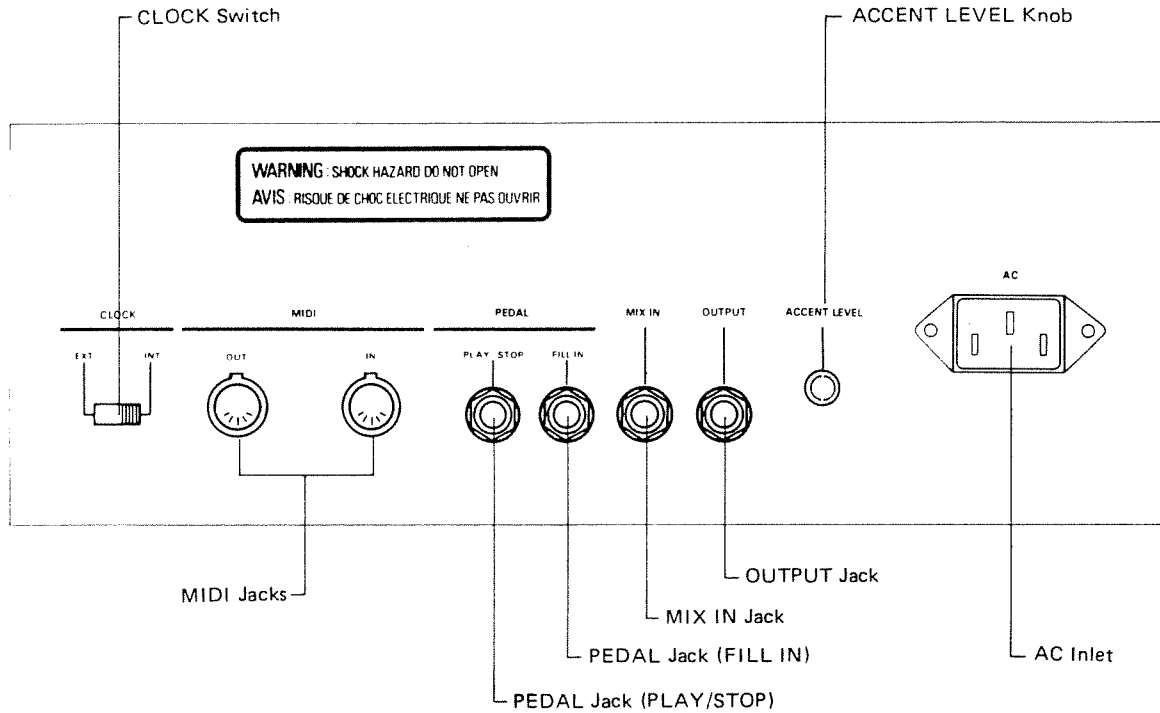 CLOCK Switch
ACCENT LEVEL Knob
WARNING : SHOCK HAZARD DO NOT OPEN
AVIS : RISQUE DE CHOC ELECTRIQUE NE PAS OUVRIR
AC
CLOCK
MIDI
PEDAL
MIX IN
OUTPUT
ACCENT LEVEL
EXT
INT
OUT
IN
PLAY STOP
FILL IN
MIDI Jacks
OUTPUT Jack
MIX IN Jack
PEDAL Jack (FILL IN)
AC Inlet
PEDAL Jack (PLAY/STOP)